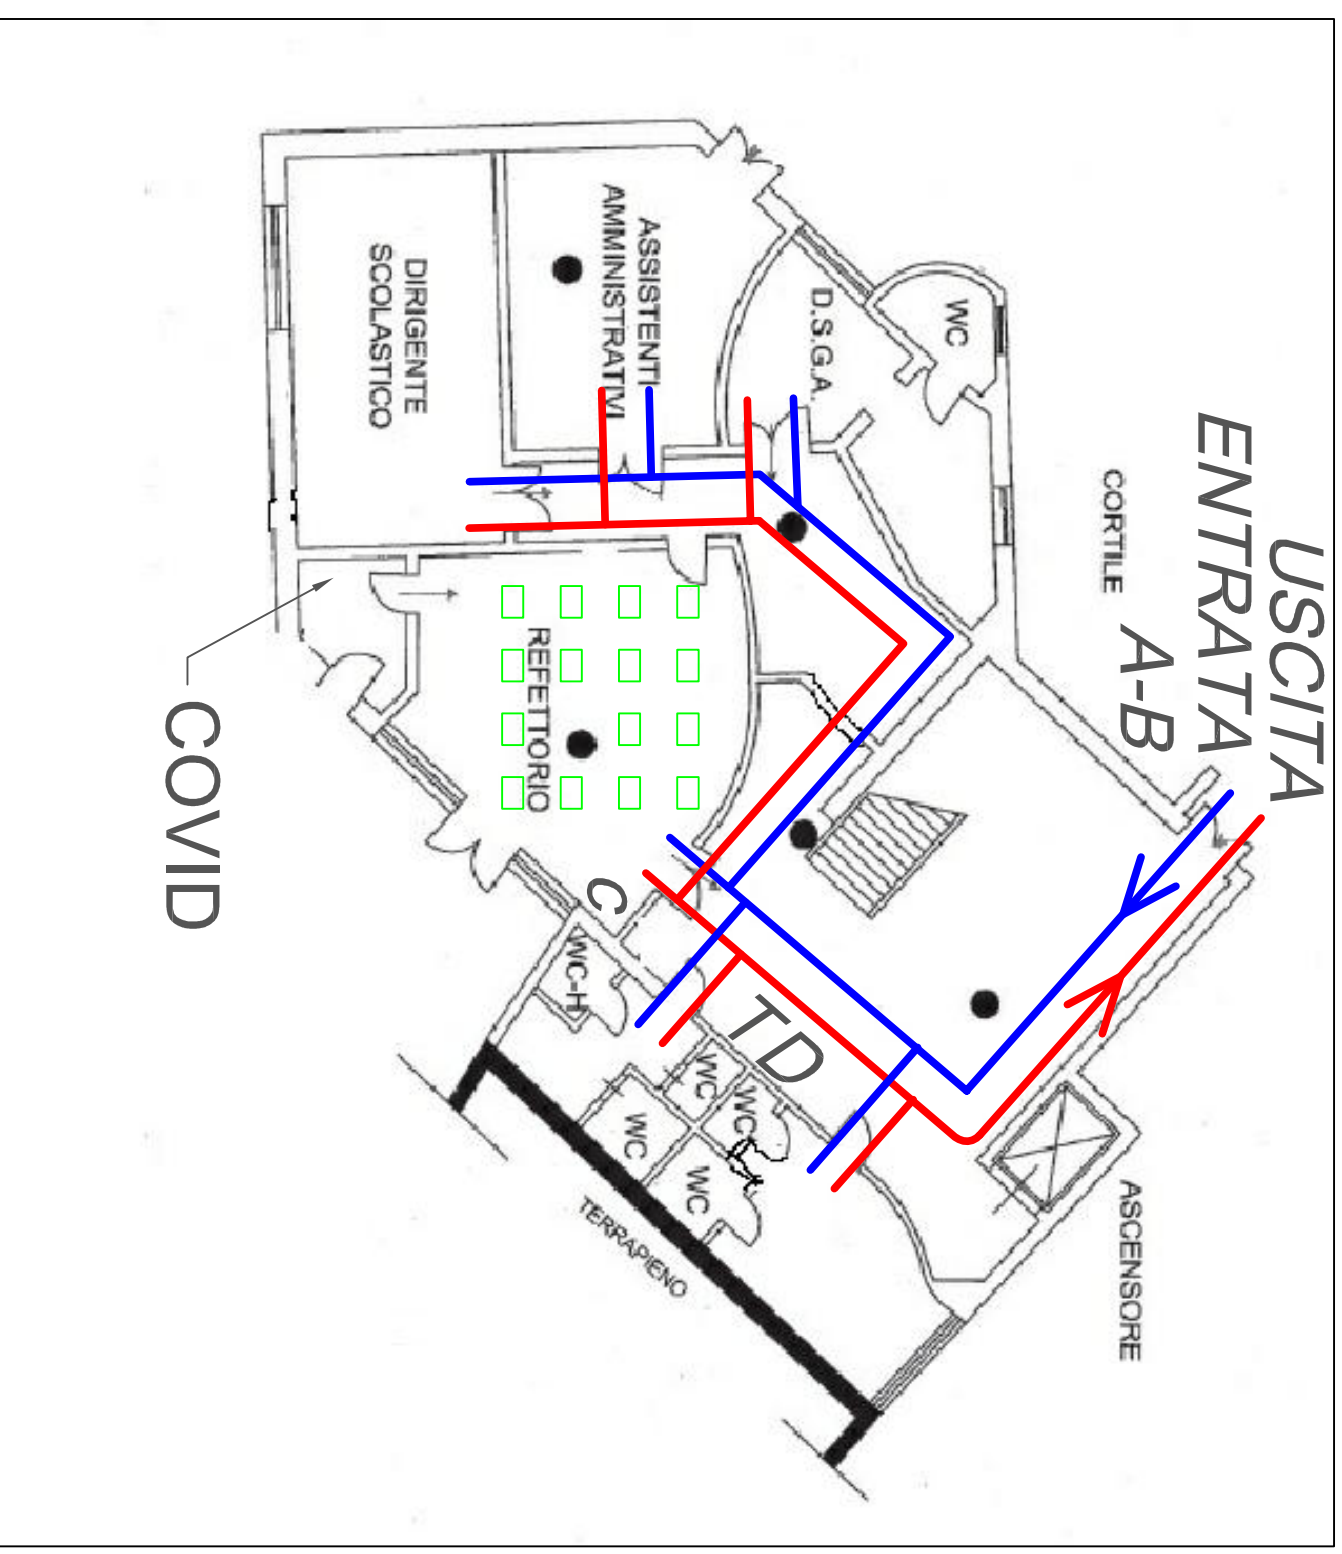 USCITA
ENTRATA
A-B
CORTILE
WC
D.S.G.A.
ASSISTENTI
AMMINISTRATIVI
DIRIGENTE
SCOLASTICO
REFETTORIO
COVID
C
WC-H
TD
WC
WC
WC
WC
TERRAPIENO
ASCENSORE